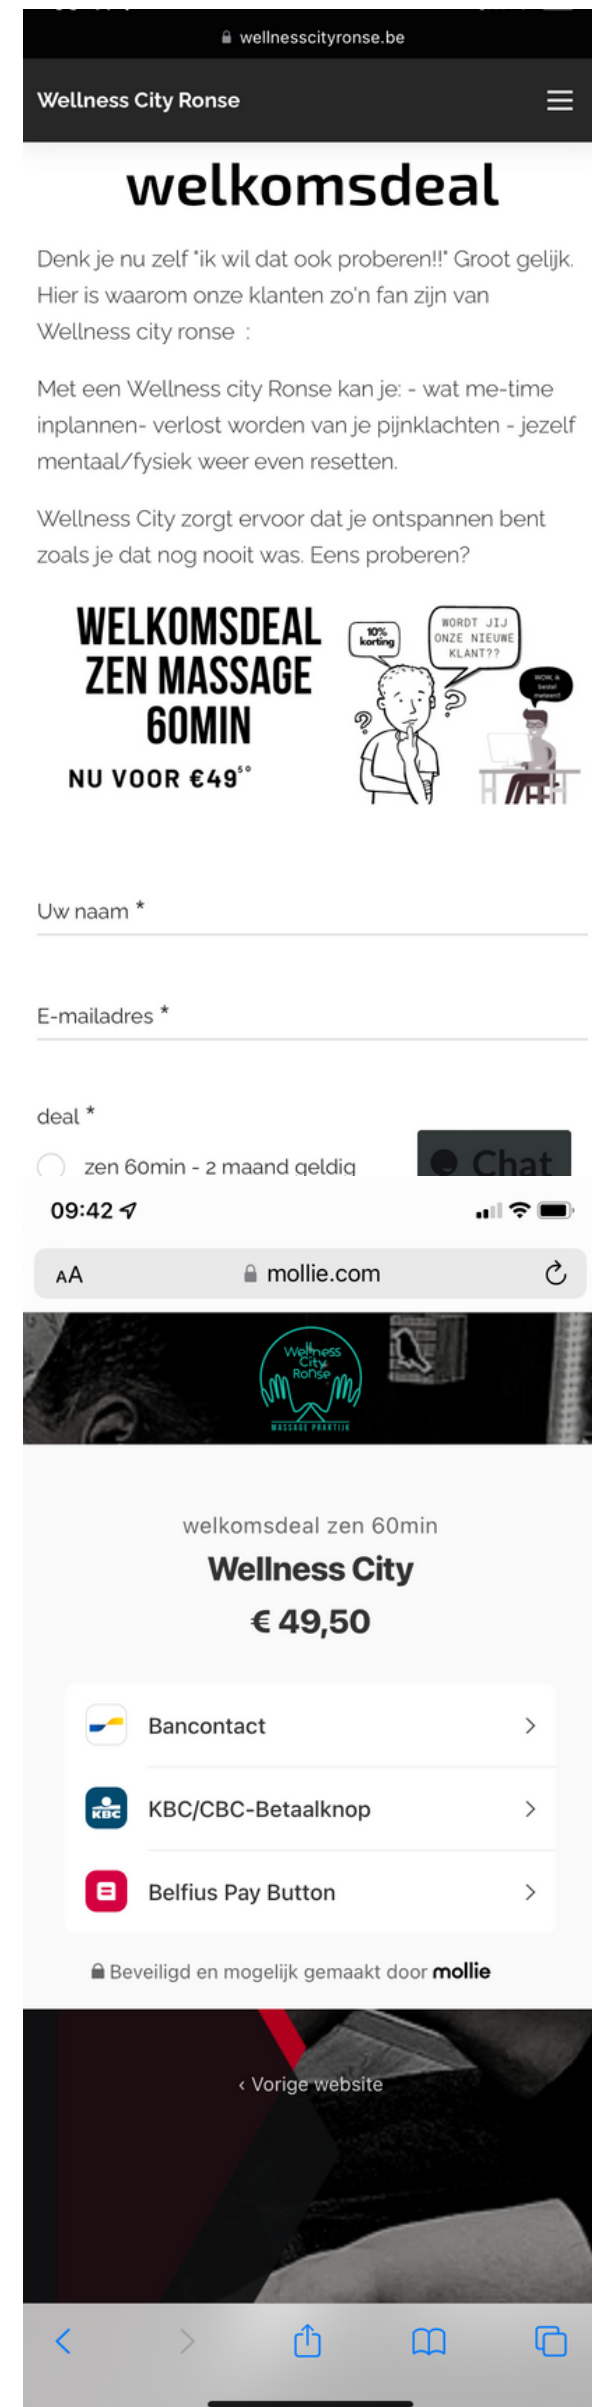 wellnesscityronse.be
Wellness City Ronse
welkomsdeal
Denk je nu zelf "ik wil dat ook proberen!!" Groot gelijk.
Hier is waarom onze klanten zo'n fan zijn van
Wellness city ronse :
Met een Wellness city Ronse kan je: - wat me-time
inplannen- verlost worden van je pijnklachten - jezelf
mentaal/fysiek weer even resetten.
Wellness City zorgt ervoor dat je ontspannen bent
zoals je dat nog nooit was. Eens proberen?
WELKOMSDEAL
ZEN MASSAGE
60MIN
NU VOOR €49⁵⁰
10%
korting
WORDT JIJ
ONZE NIEUWE
KLANT??
WOW, ik
bestel
meteen!!
Uw naam *
E-mailadres *
deal *
zen 60min - 2 maand geldig
Chat
09:42
AA
mollie.com
Wellness
City
Ronse
MASSAGE PRAKTIJK
welkomsdeal zen 60min
Wellness City
€ 49,50
Bancontact
KBC
KBC/CBC-Betaalknop
Belfius Pay Button
Beveiligd en mogelijk gemaakt door mollie
‹ Vorige website